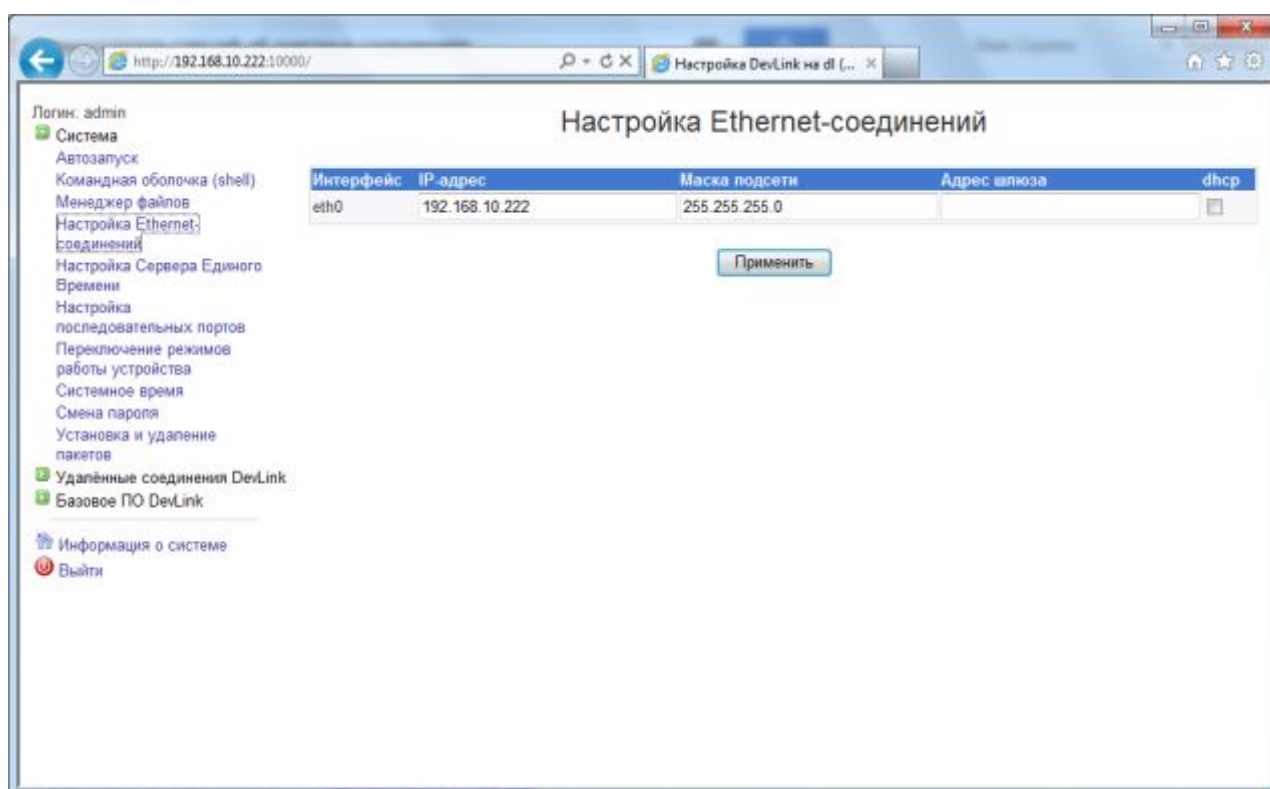 http://192.168.10.222:10000/
Настройка DevLink на dl (...
Логин: admin
Система
Автозапуск
Командная оболочка (shell)
Менеджер файлов
Настройка Ethernet-
соединений
Настройка Сервера Единого
Времени
Настройка
последовательных портов
Переключение режимов
работы устройства
Системное время
Смена пароля
Установка и удаление
пакетов
Удалённые соединения DevLink
Базовое ПО DevLink
Информация о системе
Выйти
Настройка Ethernet-соединений
Интерфейс IP-адрес Маска подсети Адрес шлюза dhcp
eth0 192.168.10.222 255.255.255.0
Применить